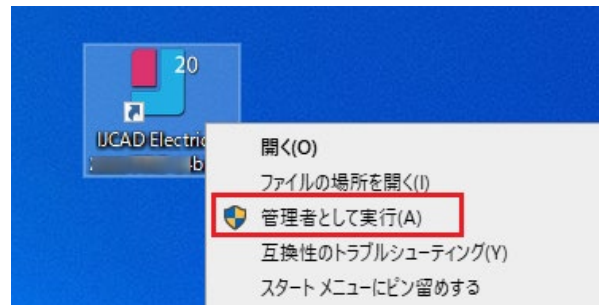 20
IJCAD Electric
開く(O)
ファイルの場所を開く(I)
管理者として実行(A)
互換性のトラブルシューティング(Y)
スタート メニューにピン留めする